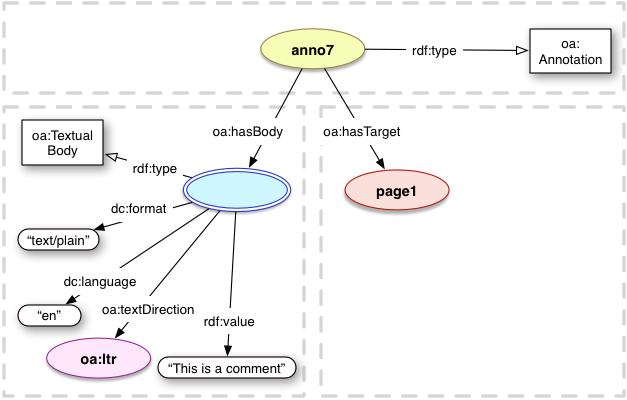 anno7
rdf:type
oa:
Annotation
oa:hasBody
oa:hasTarget
oa:Textual
Body
rdf:type
page1
dc:format
"text/plain"
dc:language
"en"
oa:textDirection
rdf:value
oa:ltr
"This is a comment"